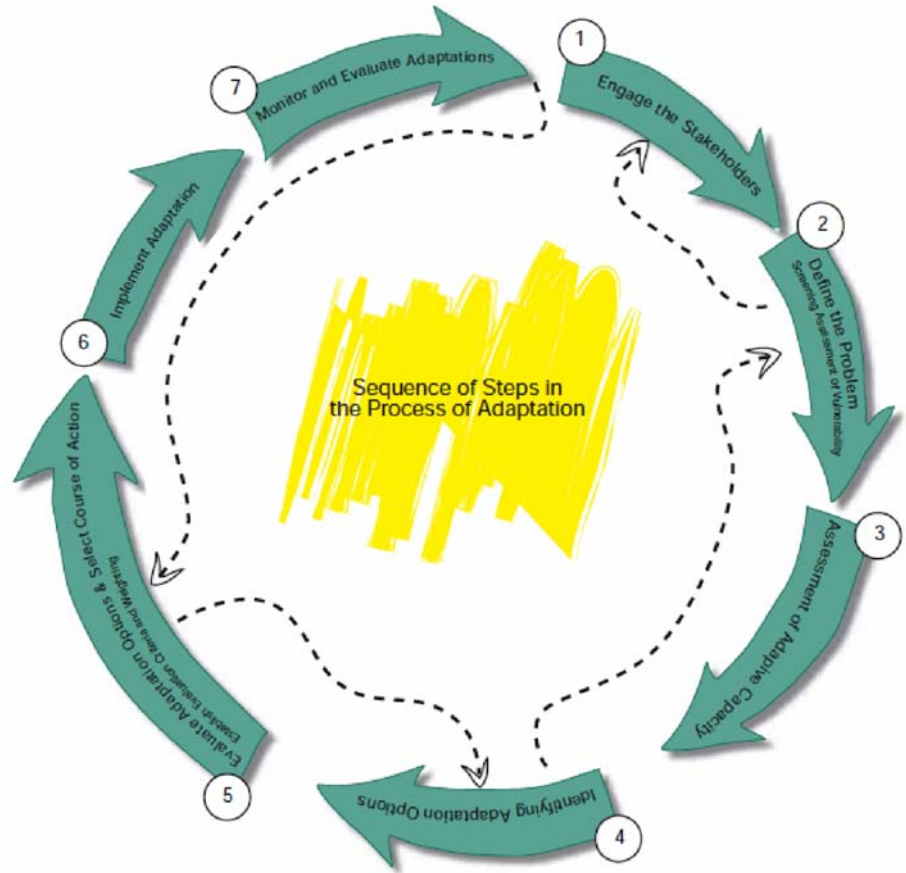 1
Engage the Stakeholders
2
Define the Problem
Screening Assessment of Vulnerability
3
Assessment of Adaptive Capacity
4
Identifying Adaptation Options
5
Evaluate Adaptation Options & Select Course of Action
Establish Evaluation Criteria and Weighting
6
Implement Adaptation
7
Monitor and Evaluate Adaptations
Sequence of Steps in
the Process of Adaptation